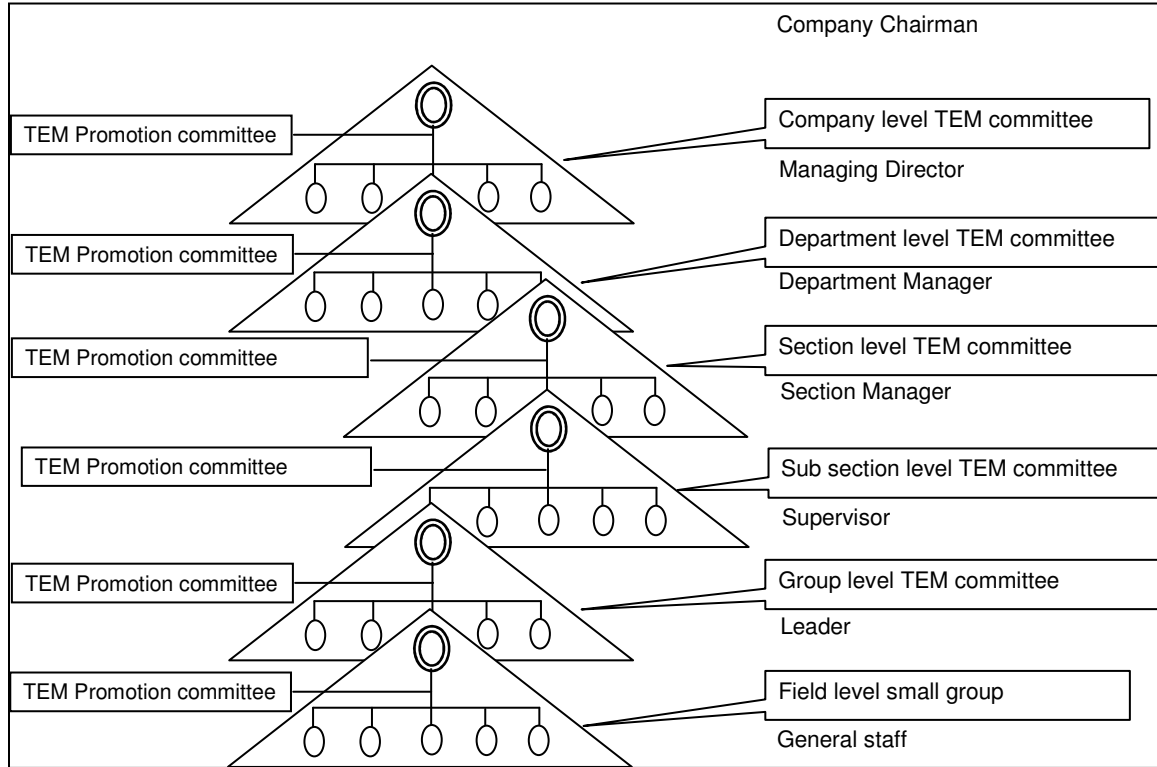 Company Chairman
TEM Promotion committee
Company level TEM committee
Managing Director
TEM Promotion committee
Department level TEM committee
Department Manager
TEM Promotion committee
Section level TEM committee
Section Manager
TEM Promotion committee
Sub section level TEM committee
Supervisor
TEM Promotion committee
Group level TEM committee
Leader
TEM Promotion committee
Field level small group
General staff